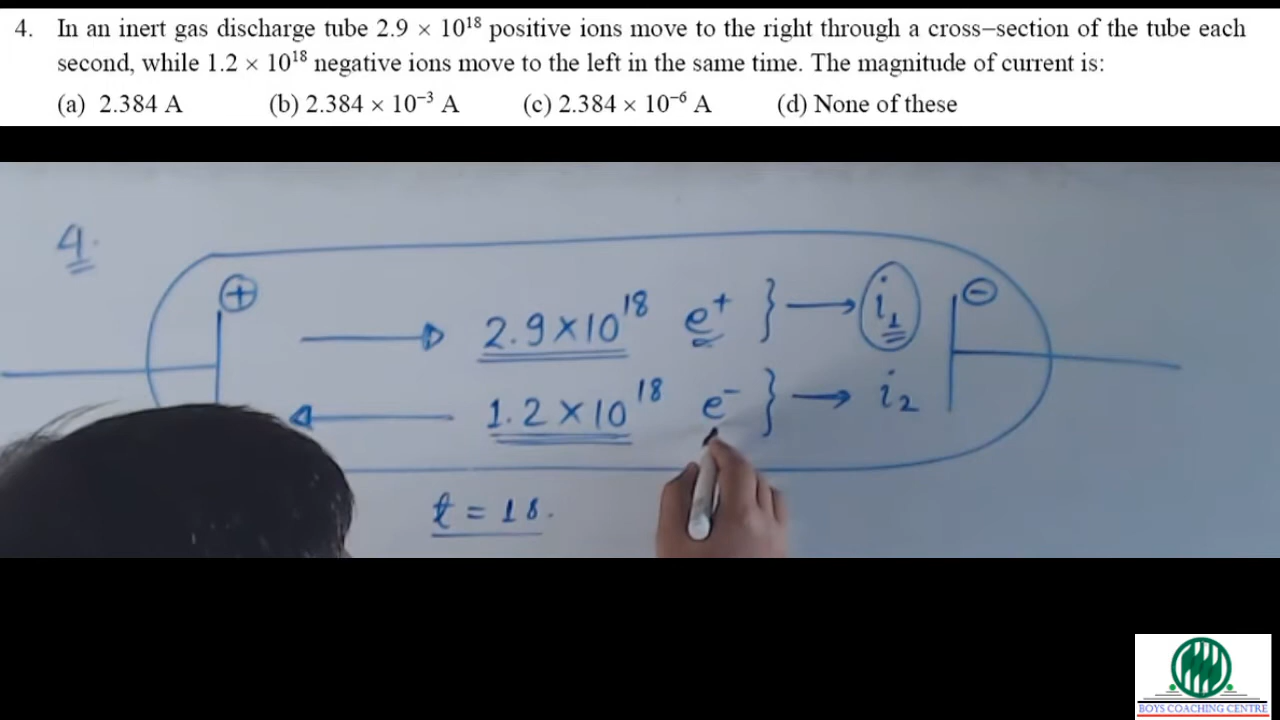 4. In an inert gas discharge tube 2.9 × 10¹⁸ positive ions move to the right through a cross–section of the tube each
second, while 1.2 × 10¹⁸ negative ions move to the left in the same time. The magnitude of current is:
(a) 2.384 A (b) 2.384 × 10⁻³ A (c) 2.384 × 10⁻⁶ A (d) None of these
4.
⊕ ⊖
2.9×10¹⁸ e⁺ } → i₁
1.2×10¹⁸ e⁻ } → i₂
t = 1s.
BOYS COACHING CENTRE